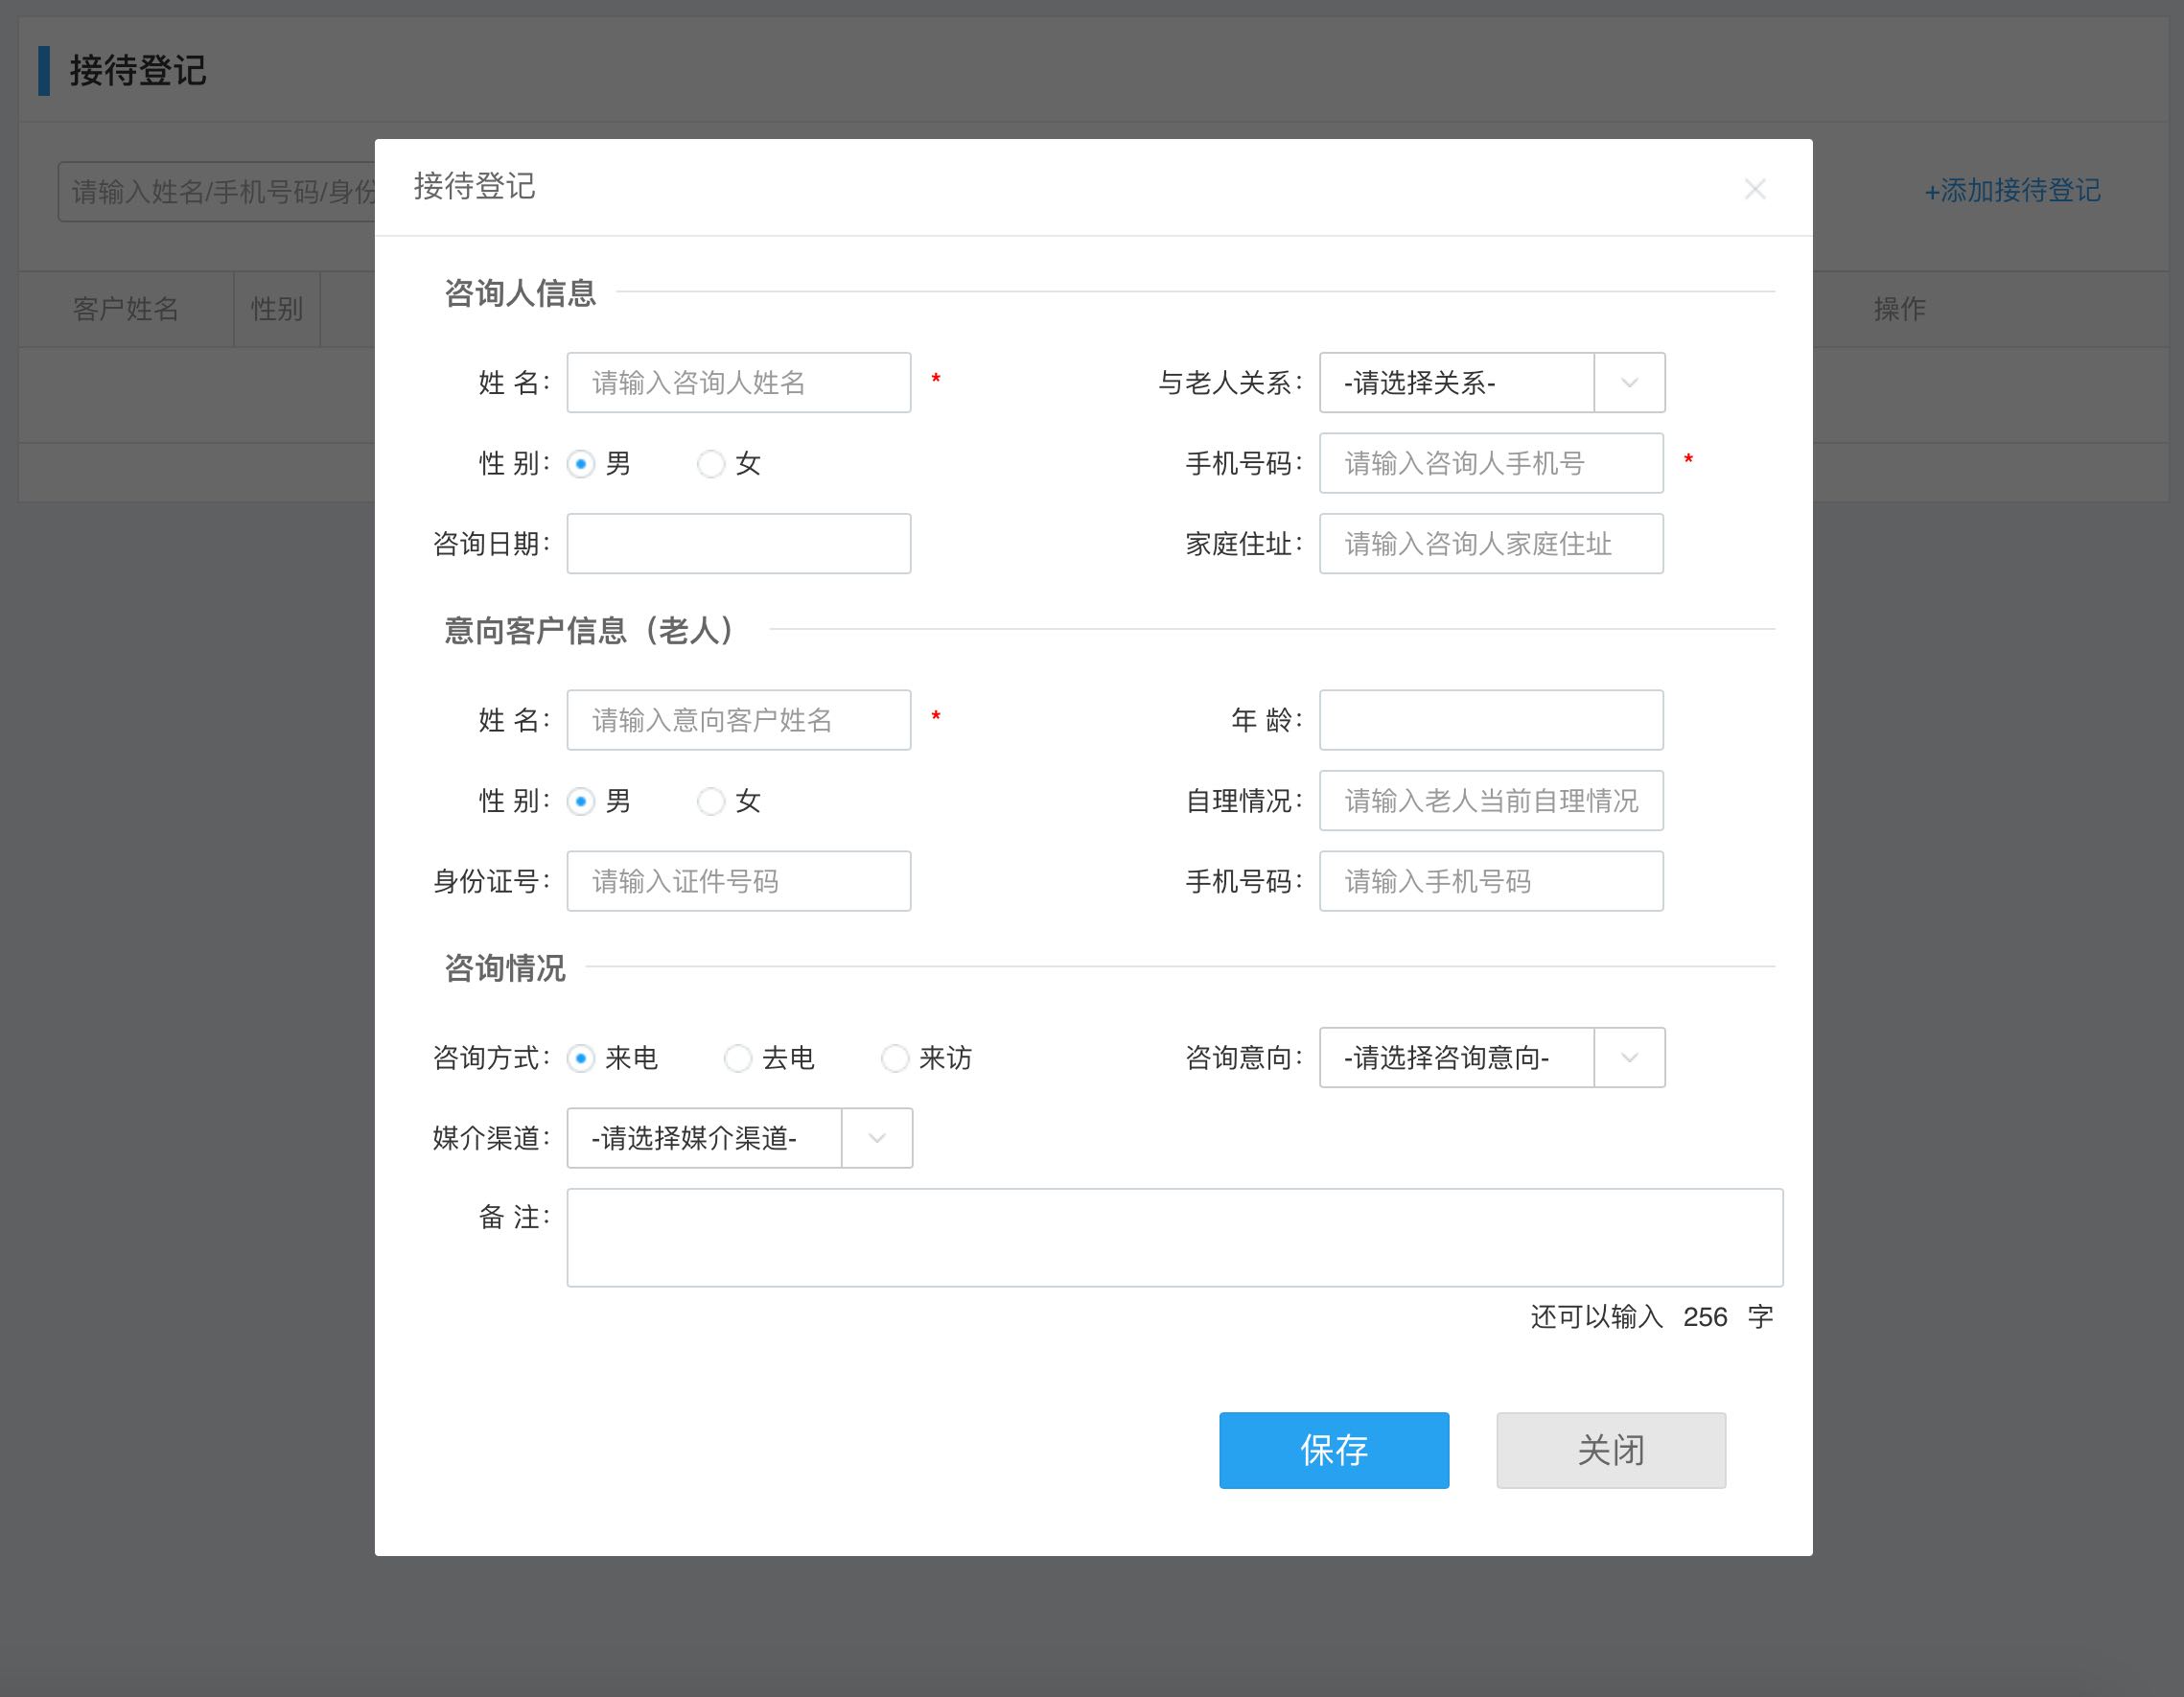 接待登记
请输入姓名/手机号码/身份
+添加接待登记
客户姓名 性别 操作
接待登记
咨询人信息
姓 名： 请输入咨询人姓名 * 与老人关系： -请选择关系-
性 别： 男 女 手机号码： 请输入咨询人手机号 *
咨询日期： 家庭住址： 请输入咨询人家庭住址
意向客户信息（老人）
姓 名： 请输入意向客户姓名 * 年 龄：
性 别： 男 女 自理情况： 请输入老人当前自理情况
身份证号： 请输入证件号码 手机号码： 请输入手机号码
咨询情况
咨询方式： 来电 去电 来访 咨询意向： -请选择咨询意向-
媒介渠道： -请选择媒介渠道-
备 注：
还可以输入 256 字
保存 关闭